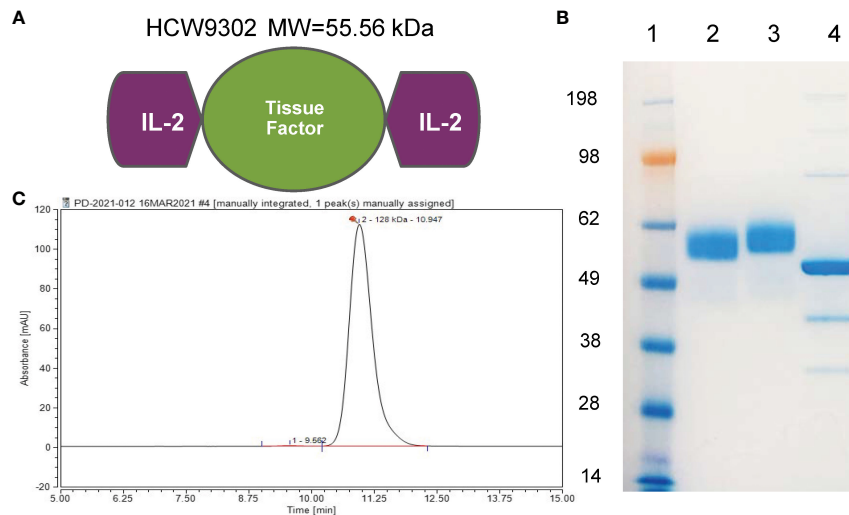 A
HCW9302 MW=55.56 kDa
IL-2
Tissue
Factor
IL-2
B
1 2 3 4
198
98
62
49
38
28
14
C
PD-2021-012 16MAR2021 #4 [manually integrated, 1 peak(s) manually assigned]
120
100
80
60
40
20
0
-20
Absorbance [mAU]
2 - 128 kDa - 10.947
1 - 9.562
5.00 6.25 7.50 8.75 10.00 11.25 12.50 13.75 15.00
Time [min]